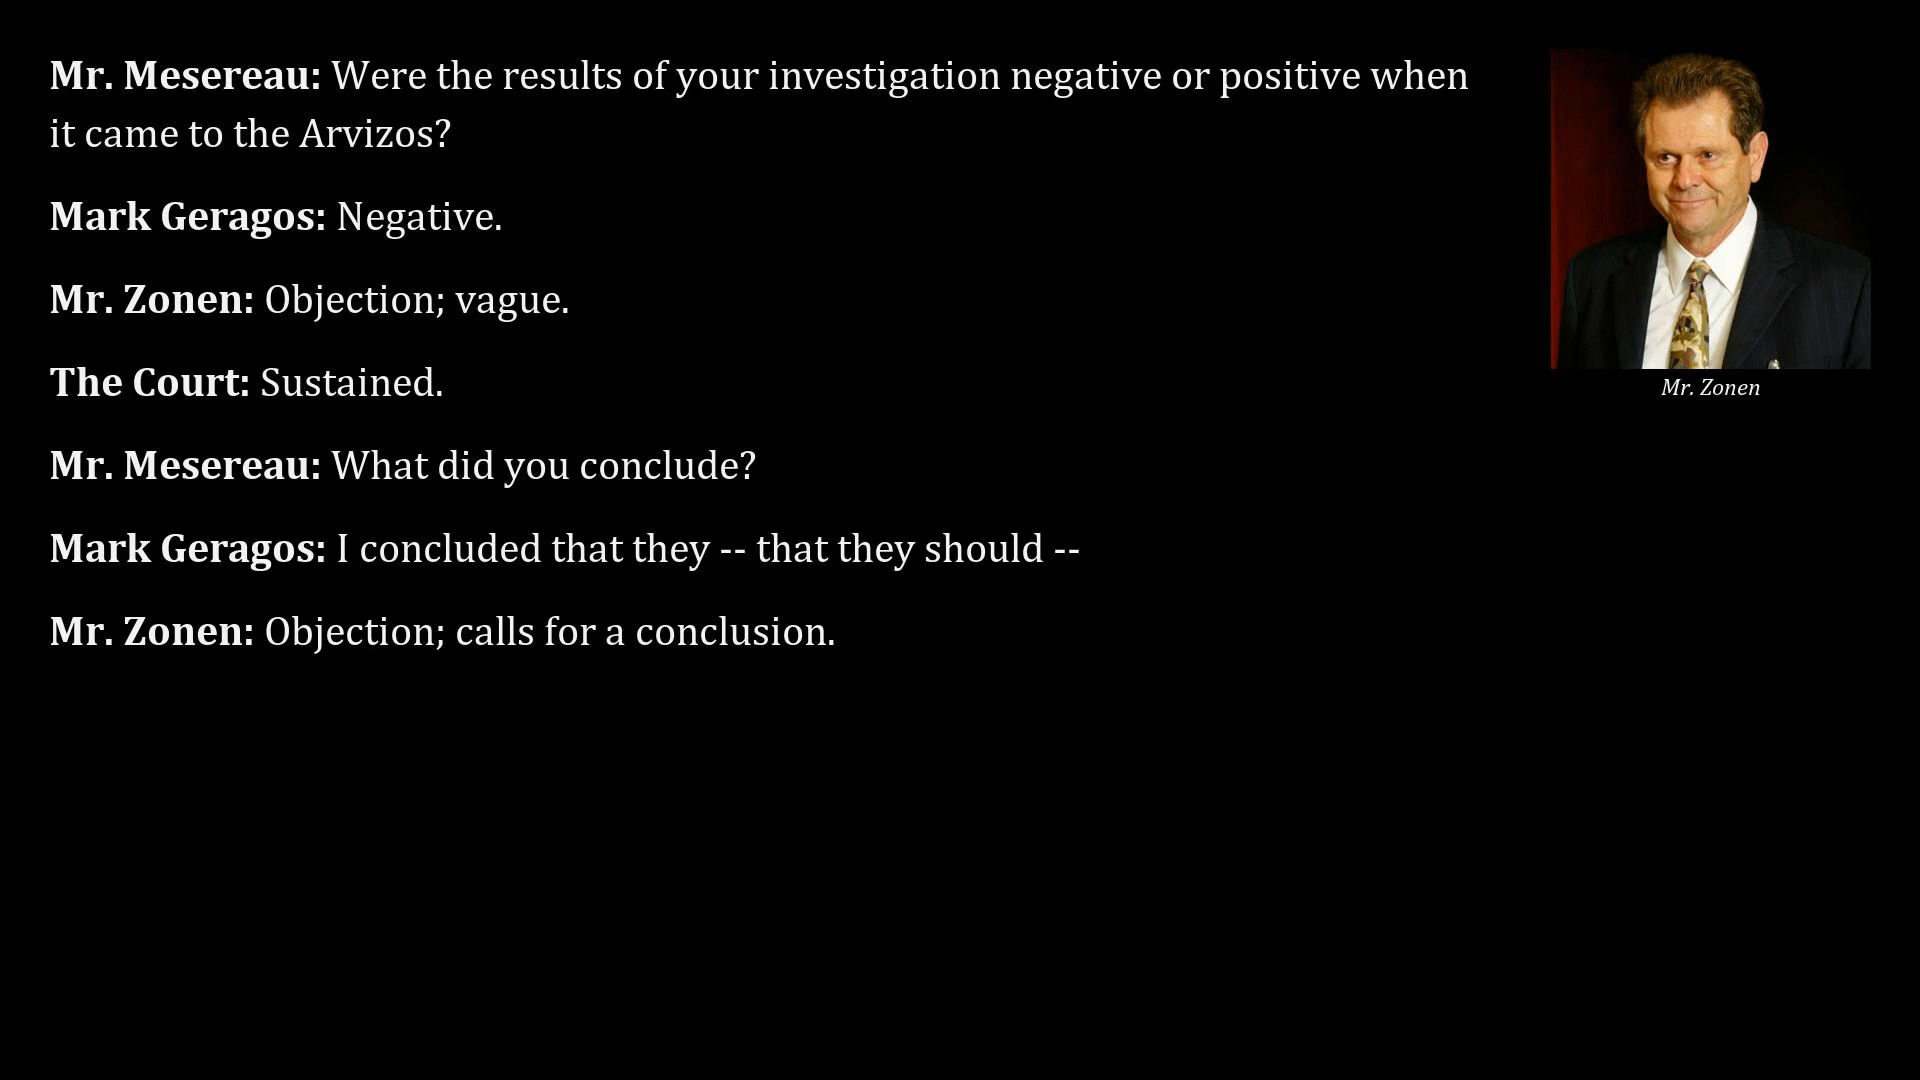 Mr. Mesereau: Were the results of your investigation negative or positive when
it came to the Arvizos?
Mark Geragos: Negative.
Mr. Zonen: Objection; vague.
The Court: Sustained.
Mr. Mesereau: What did you conclude?
Mark Geragos: I concluded that they -- that they should --
Mr. Zonen: Objection; calls for a conclusion.
Mr. Zonen